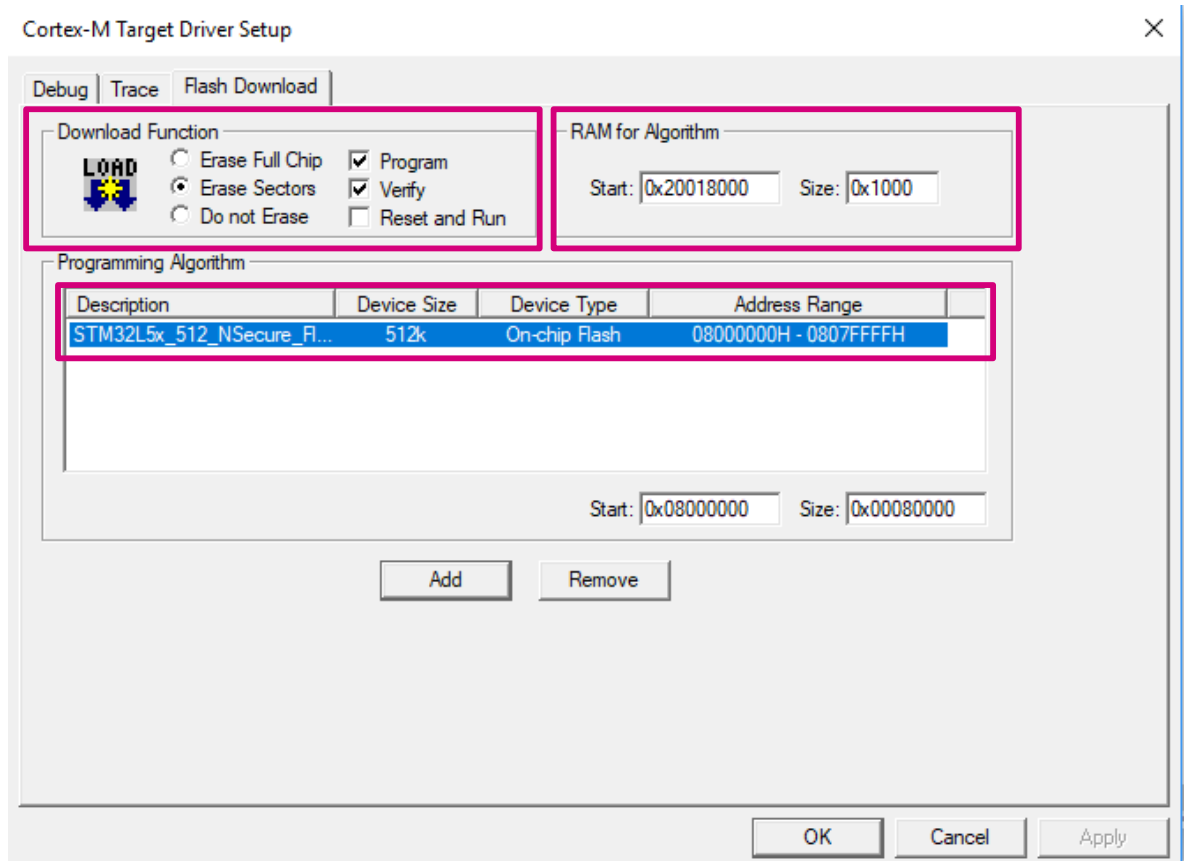 Cortex-M Target Driver Setup
Debug Trace Flash Download
Download Function
LOAD
Erase Full Chip
Erase Sectors
Do not Erase
Program
Verify
Reset and Run
RAM for Algorithm
Start: 0x20018000 Size: 0x1000
Programming Algorithm
Description Device Size Device Type Address Range
STM32L5x_512_NSecure_Fl... 512k On-chip Flash 08000000H - 0807FFFFH
Start: 0x08000000 Size: 0x00080000
Add Remove
OK Cancel Apply